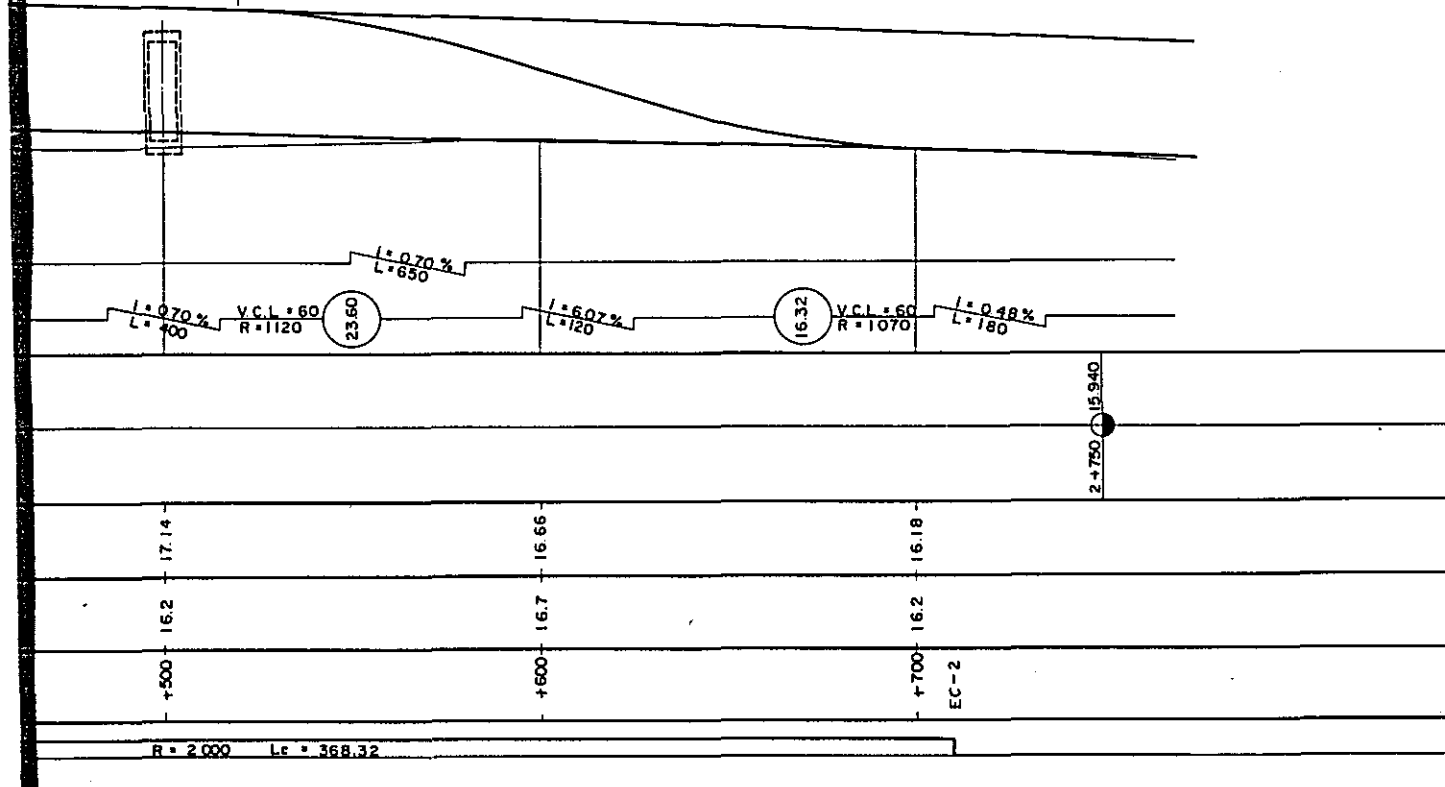 I = 0.70 %
L = 650
I = 0.70 %
L = 400
V.C.L = 60
R = 1120
23.60
I = 6.07 %
L = 120
16.32
V.C.L = 60
R = 1070
I = 0.48 %
L = 180
2 +750 15.940
17.14 16.66 16.18
16.2 16.7 16.2
+500 +600 +700 EC-2
R = 2 000 Lc = 368.32